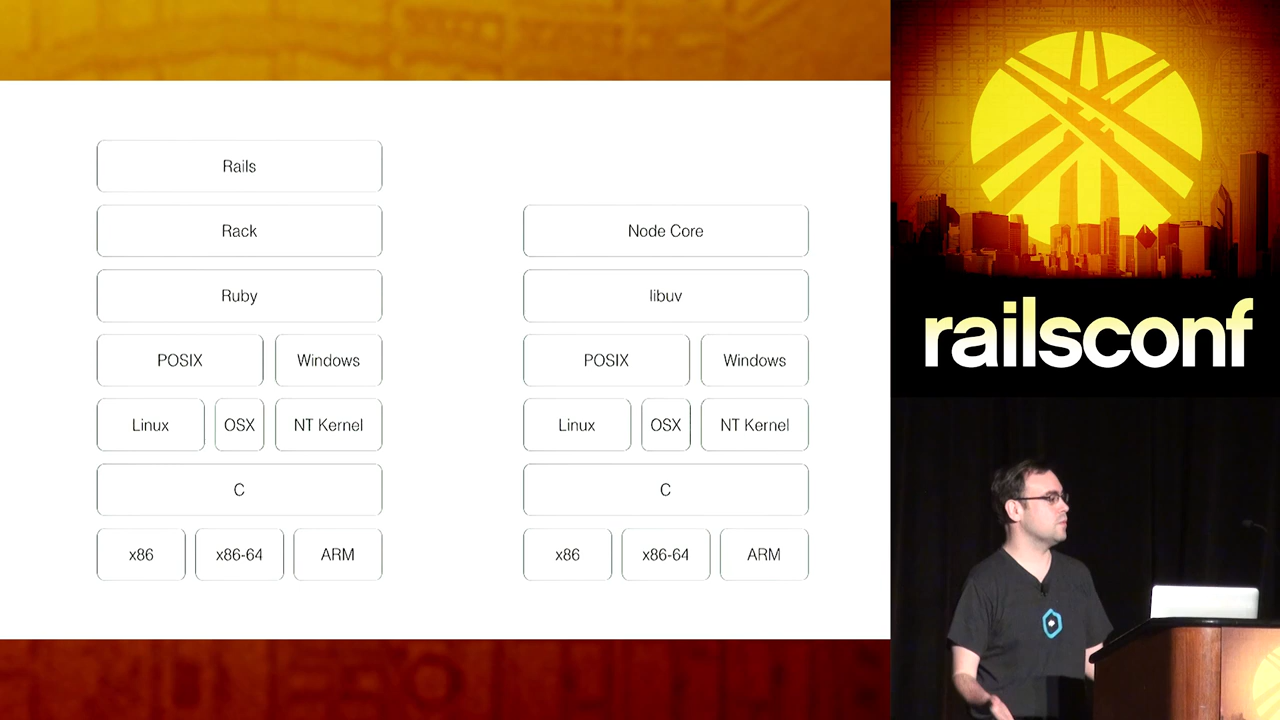 Rails
Rack
Ruby
POSIX
Windows
Linux
OSX
NT Kernel
C
x86
x86-64
ARM
Node Core
libuv
POSIX
Windows
Linux
OSX
NT Kernel
C
x86
x86-64
ARM
railsconf